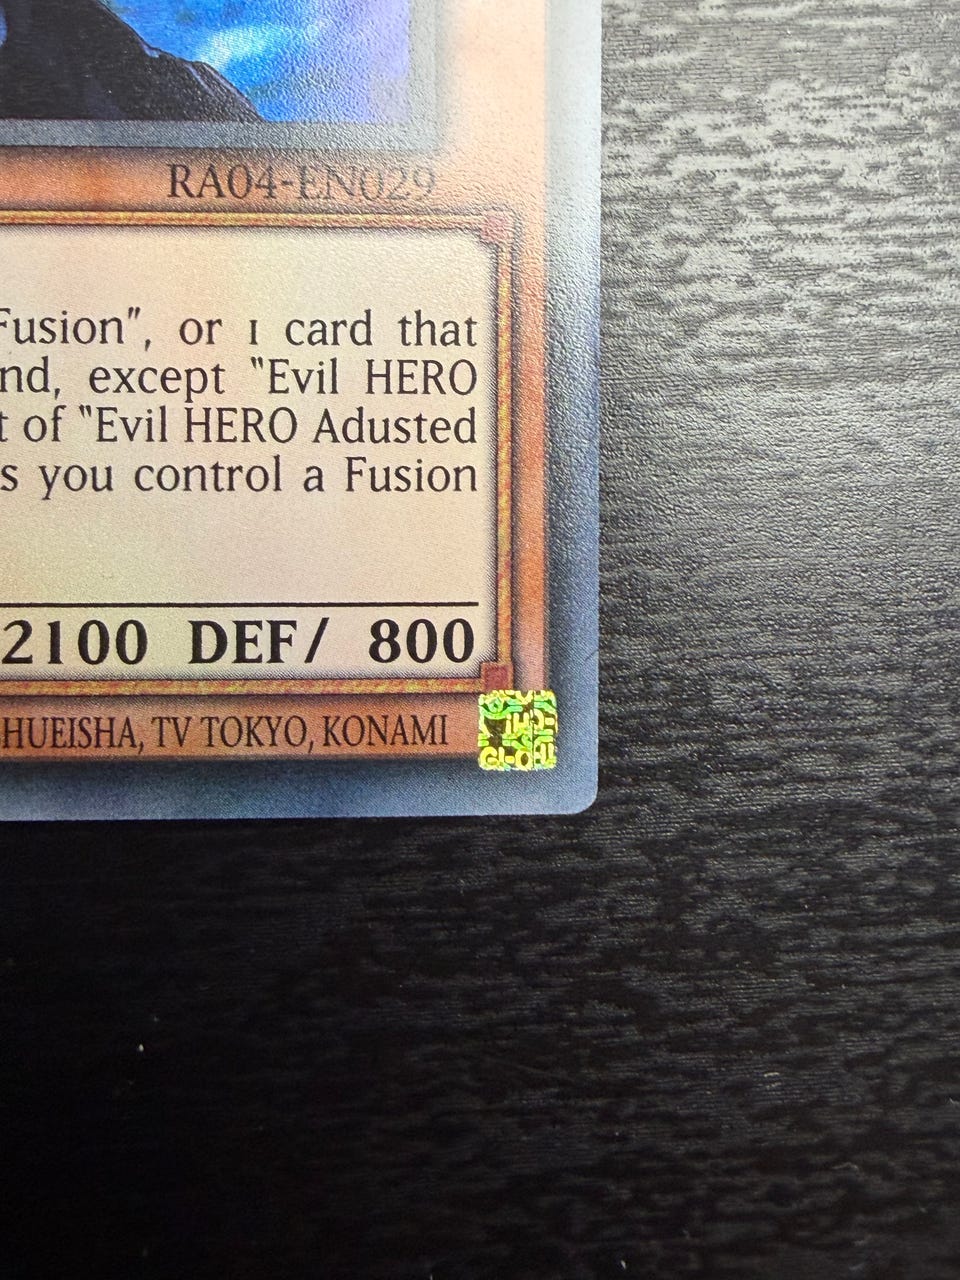 RA04-EN029
Fusion", or 1 card that
nd, except "Evil HERO
t of "Evil HERO Adusted
s you control a Fusion
2100 DEF/ 800
HUEISHA, TV TOKYO, KONAMI